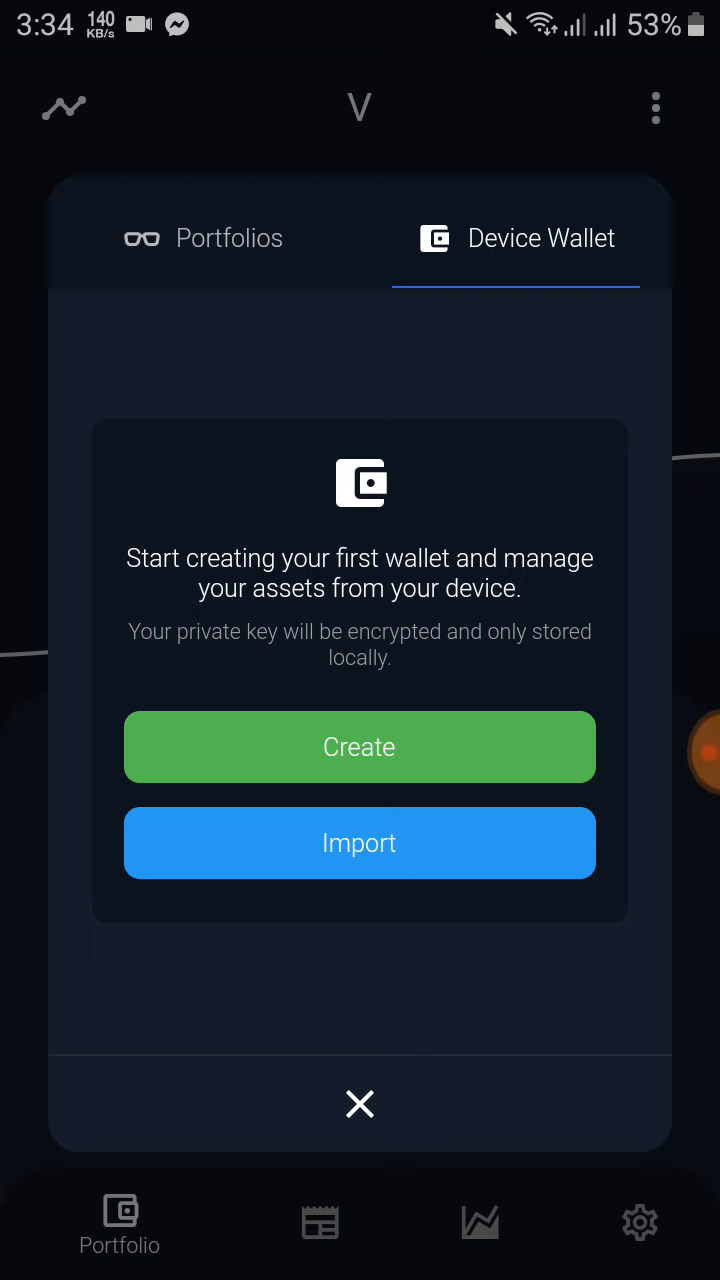 3:34 140 KB/s 53%
V
Portfolios Device Wallet
Start creating your first wallet and manage
your assets from your device.
Your private key will be encrypted and only stored
locally.
Create
Import
Portfolio